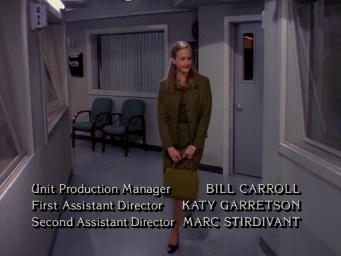 Unit Production Manager BILL CARROLL
First Assistant Director KATY GARRETSON
Second Assistant Director MARC STIRDIVANT